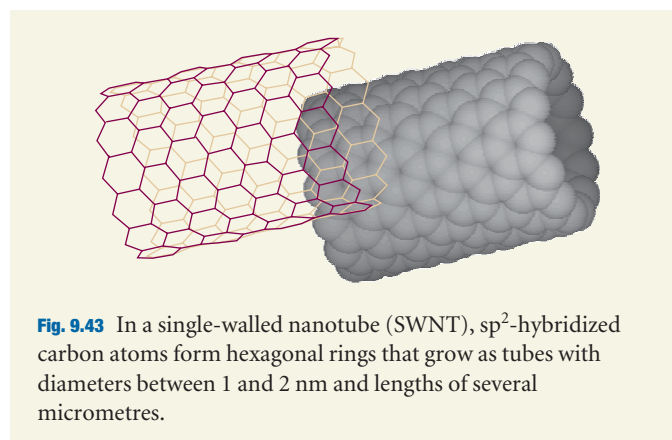 Fig. 9.43 In a single-walled nanotube (SWNT), sp²-hybridized
carbon atoms form hexagonal rings that grow as tubes with
diameters between 1 and 2 nm and lengths of several
micrometres.